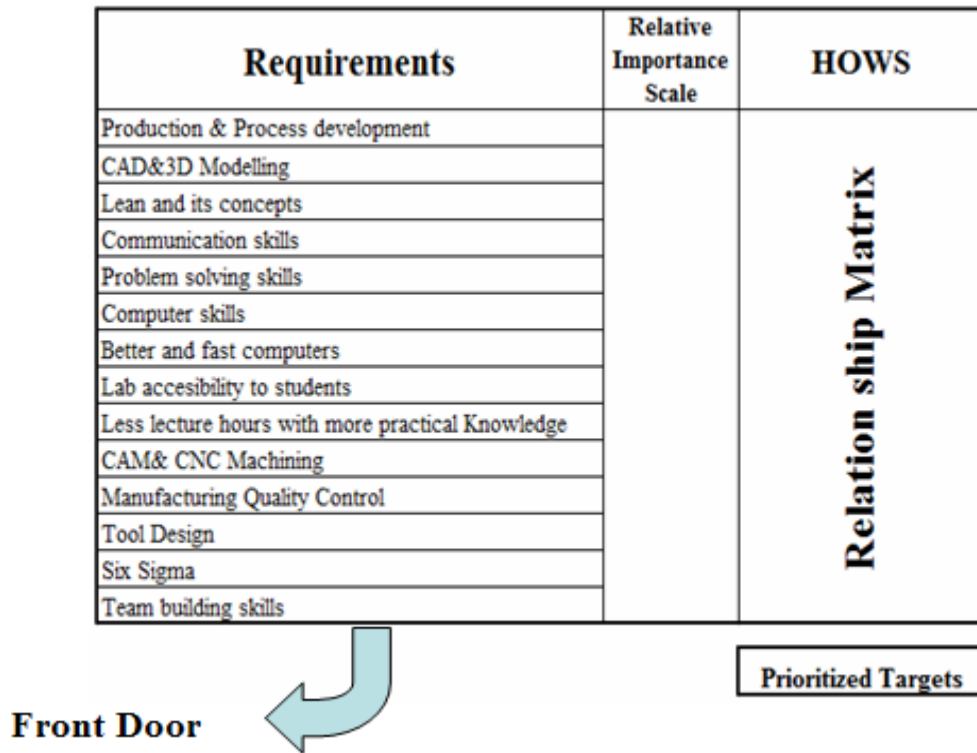 Requirements
Relative
Importance
Scale
HOWS
Production & Process development
CAD&3D Modelling
Lean and its concepts
Communication skills
Problem solving skills
Computer skills
Better and fast computers
Lab accesibility to students
Less lecture hours with more practical Knowledge
CAM& CNC Machining
Manufacturing Quality Control
Tool Design
Six Sigma
Team building skills
Relation ship Matrix
Prioritized Targets
Front Door